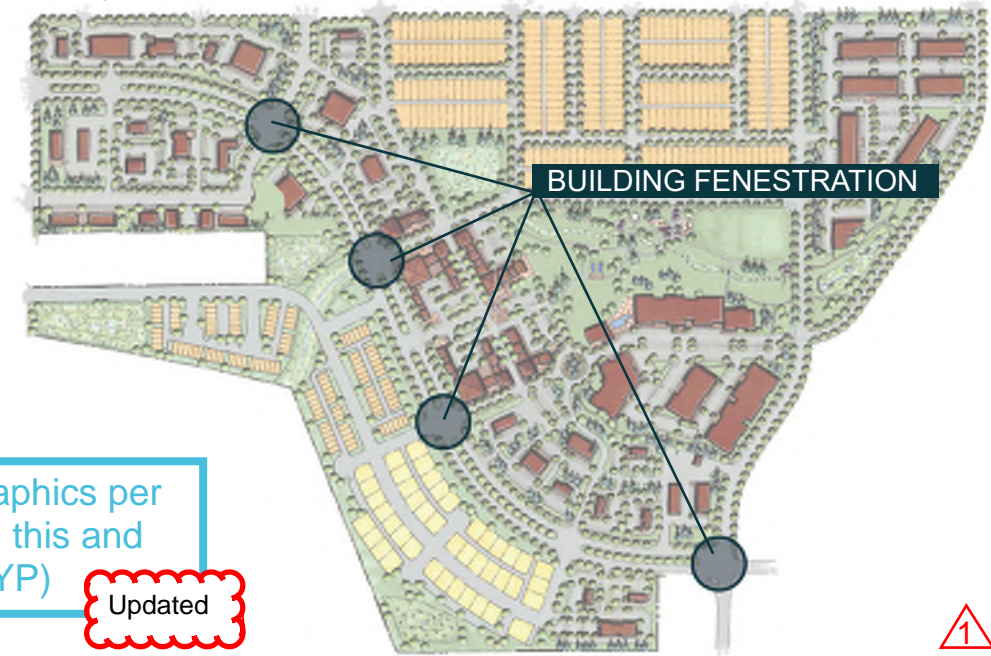 BUILDING FENESTRATION
aphics per
this and
YP)
Updated
1